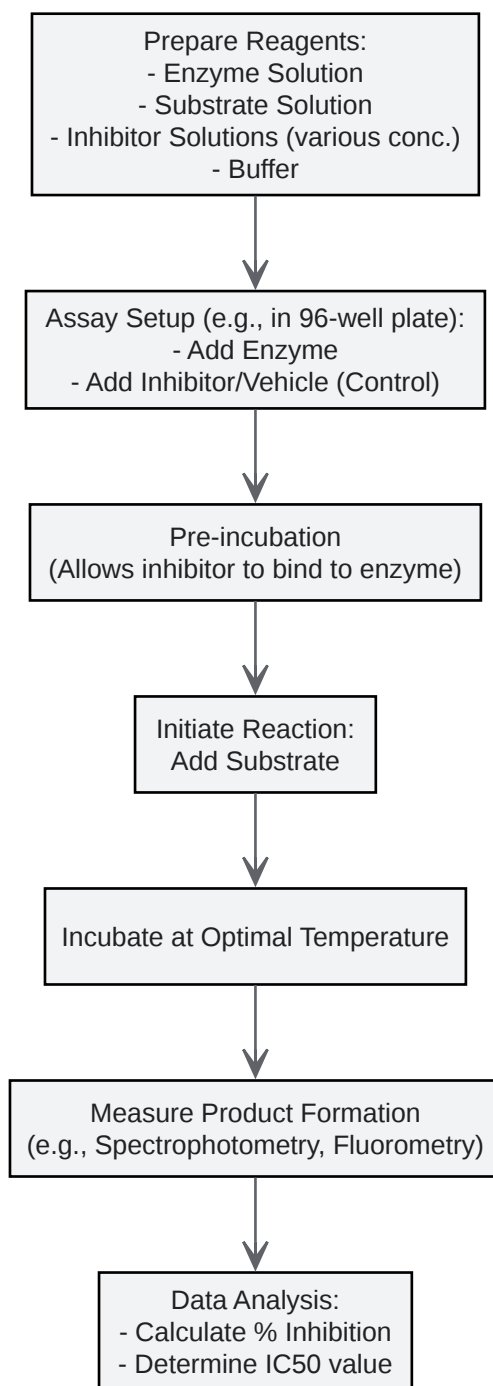 Prepare Reagents:
- Enzyme Solution
- Substrate Solution
- Inhibitor Solutions (various conc.)
- Buffer
Assay Setup (e.g., in 96-well plate):
- Add Enzyme
- Add Inhibitor/Vehicle (Control)
Pre-incubation
(Allows inhibitor to bind to enzyme)
Initiate Reaction:
Add Substrate
Incubate at Optimal Temperature
Measure Product Formation
(e.g., Spectrophotometry, Fluorometry)
Data Analysis:
- Calculate % Inhibition
- Determine IC50 value